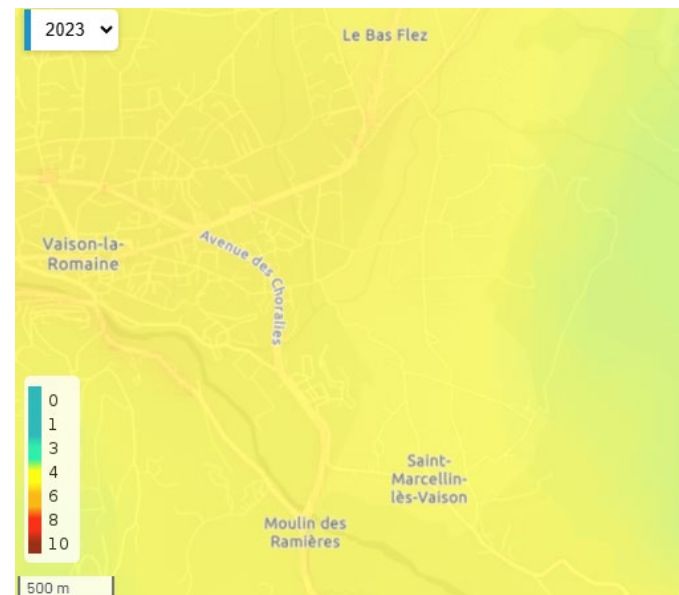 2023
Le Bas Flez
Vaison-la-
Romaine
Avenue des Choralies
0
1
3
4
6
8
10
Saint-
Marcellin-
lès-Vaison
Moulin des
Ramières
500 m